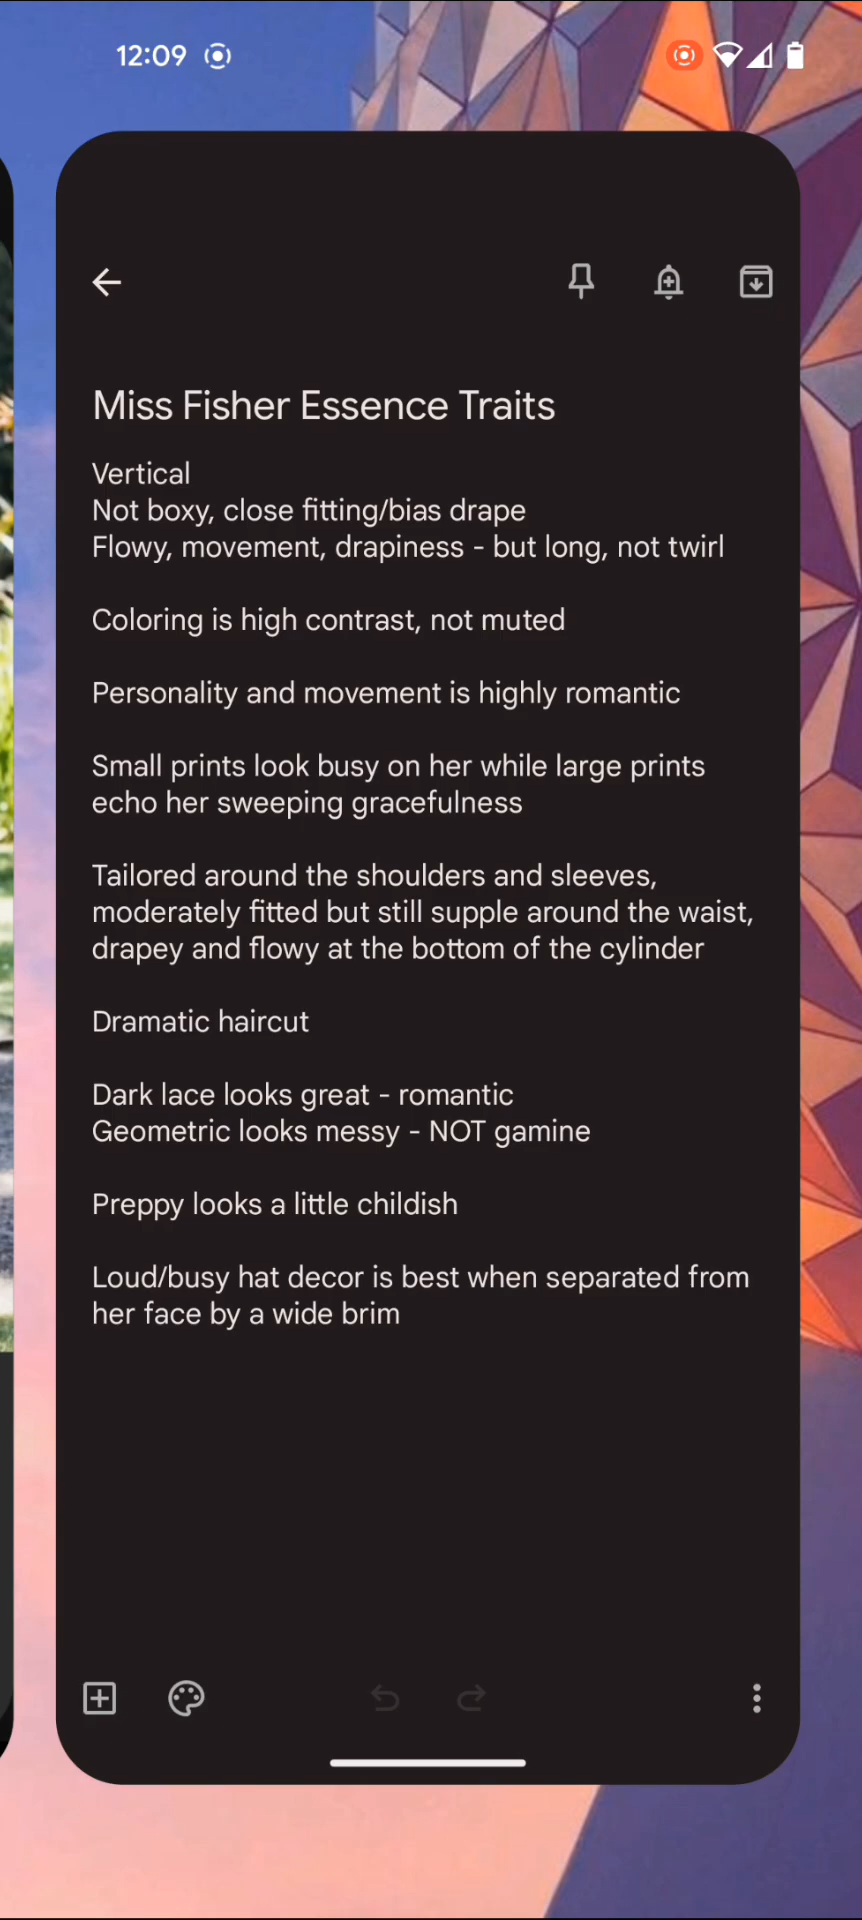 12:09
Miss Fisher Essence Traits
Vertical
Not boxy, close fitting/bias drape
Flowy, movement, drapiness - but long, not twirl
Coloring is high contrast, not muted
Personality and movement is highly romantic
Small prints look busy on her while large prints
echo her sweeping gracefulness
Tailored around the shoulders and sleeves,
moderately fitted but still supple around the waist,
drapey and flowy at the bottom of the cylinder
Dramatic haircut
Dark lace looks great - romantic
Geometric looks messy - NOT gamine
Preppy looks a little childish
Loud/busy hat decor is best when separated from
her face by a wide brim